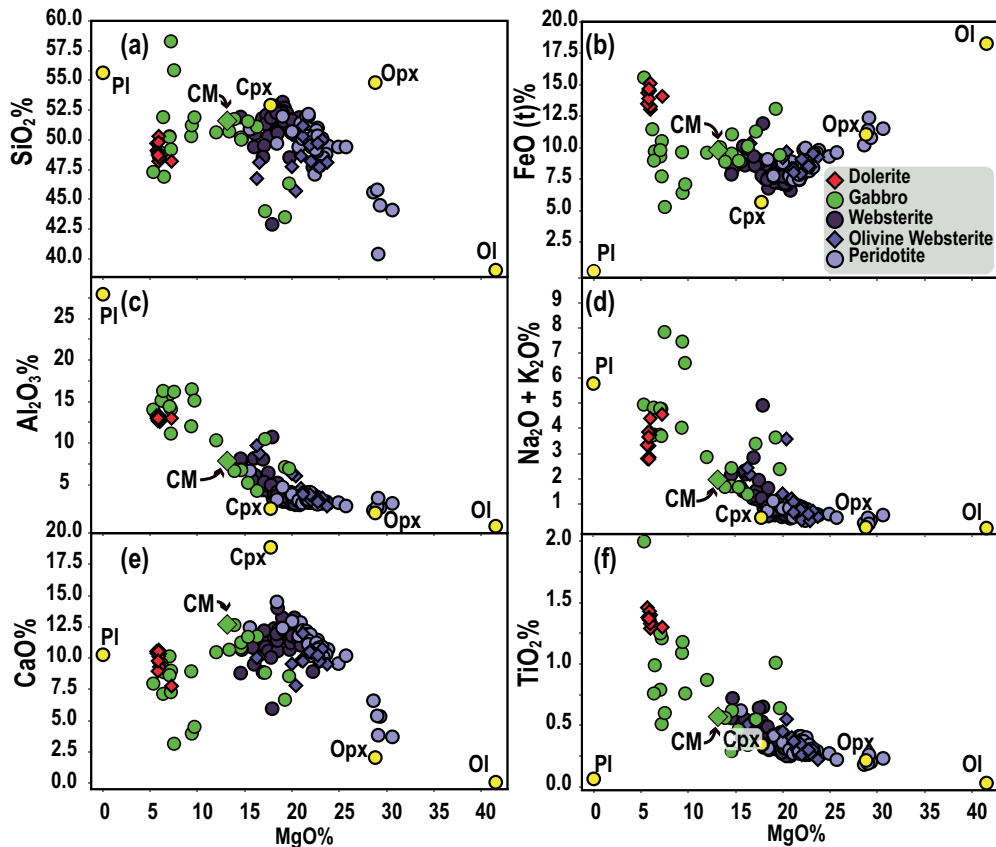 (a)
SiO₂%
60.0
57.5
55.0
52.5
50.0
47.5
45.0
42.5
40.0
Pl
CM
Cpx
Opx
Ol
(b)
FeO (t)%
20.0
17.5
15.0
12.5
10.0
7.5
5.0
2.5
Ol
CM
Opx
Cpx
Pl
Dolerite
Gabbro
Websterite
Olivine Websterite
Peridotite
(c)
Al₂O₃%
25
20
15
10
5
Pl
CM
Cpx
Opx
Ol
(d)
Na₂O + K₂O%
9
8
7
6
5
4
3
2
1
Pl
CM
Cpx
Opx
Ol
(e)
CaO%
20.0
17.5
15.0
12.5
10.0
7.5
5.0
2.5
0.0
Cpx
CM
Pl
Opx
Ol
0 5 10 15 20 25 30 35 40
MgO%
(f)
TiO₂%
2.0
1.5
1.0
0.5
0.0
CM
Cpx
Opx
Pl
Ol
0 5 10 15 20 25 30 35 40
MgO%